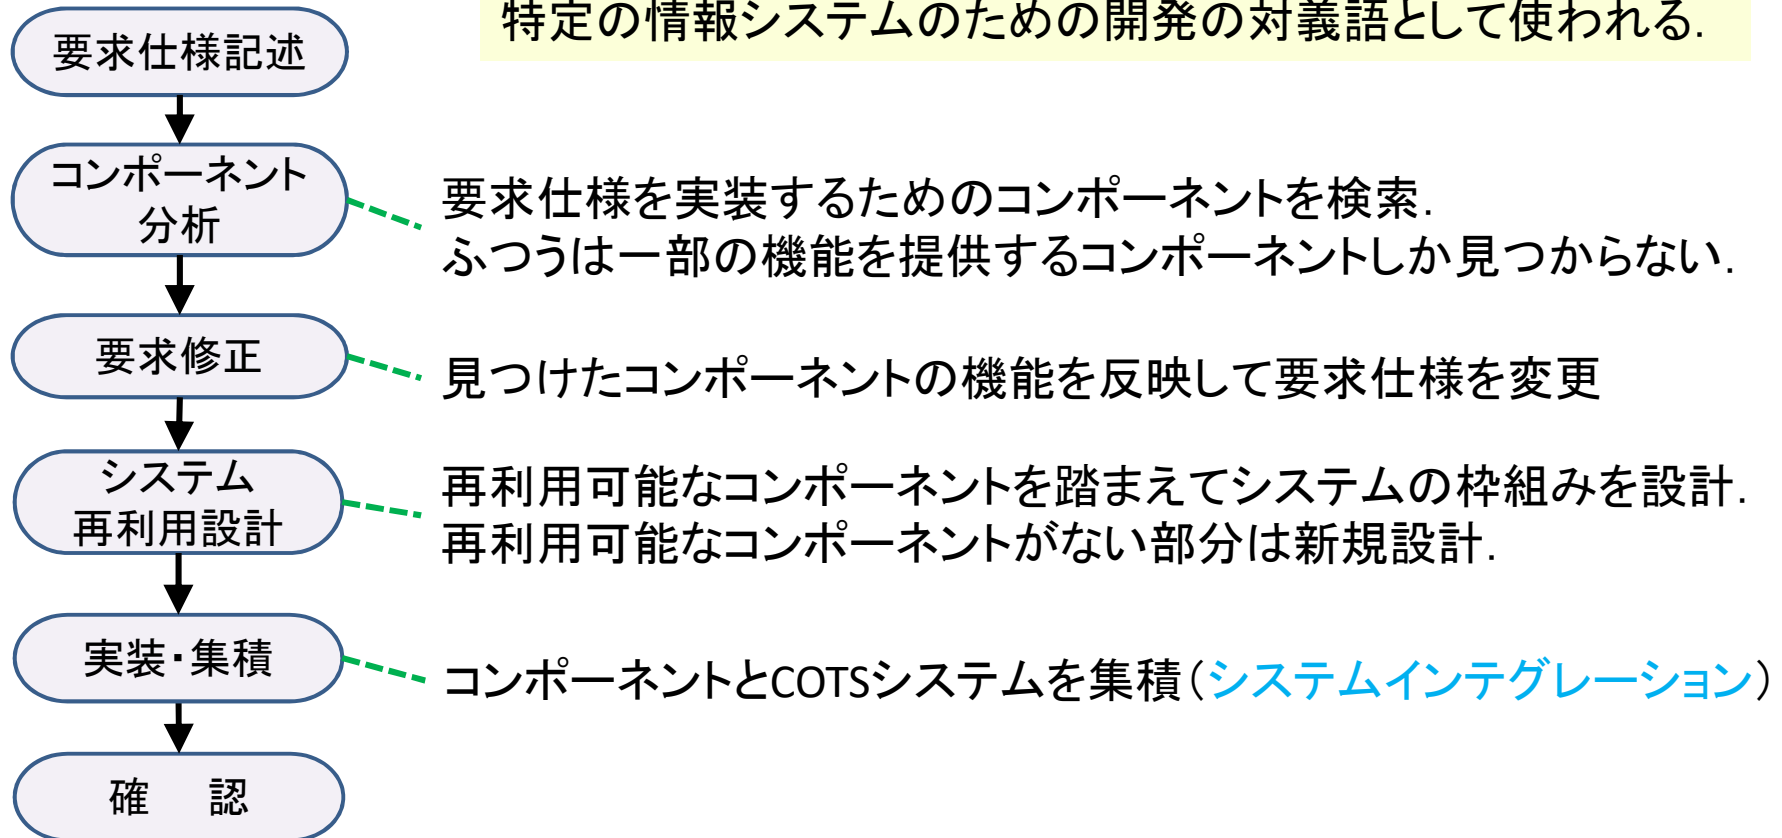 特定の情報システムのための開発の対義語として使われる.
要求仕様記述
コンポーネント
分析
要求仕様を実装するためのコンポーネントを検索.
ふつうは一部の機能を提供するコンポーネントしか見つからない.
要求修正
見つけたコンポーネントの機能を反映して要求仕様を変更
システム
再利用設計
再利用可能なコンポーネントを踏まえてシステムの枠組みを設計.
再利用可能なコンポーネントがない部分は新規設計.
実装・集積
コンポーネントとCOTSシステムを集積（システムインテグレーション）
確　認